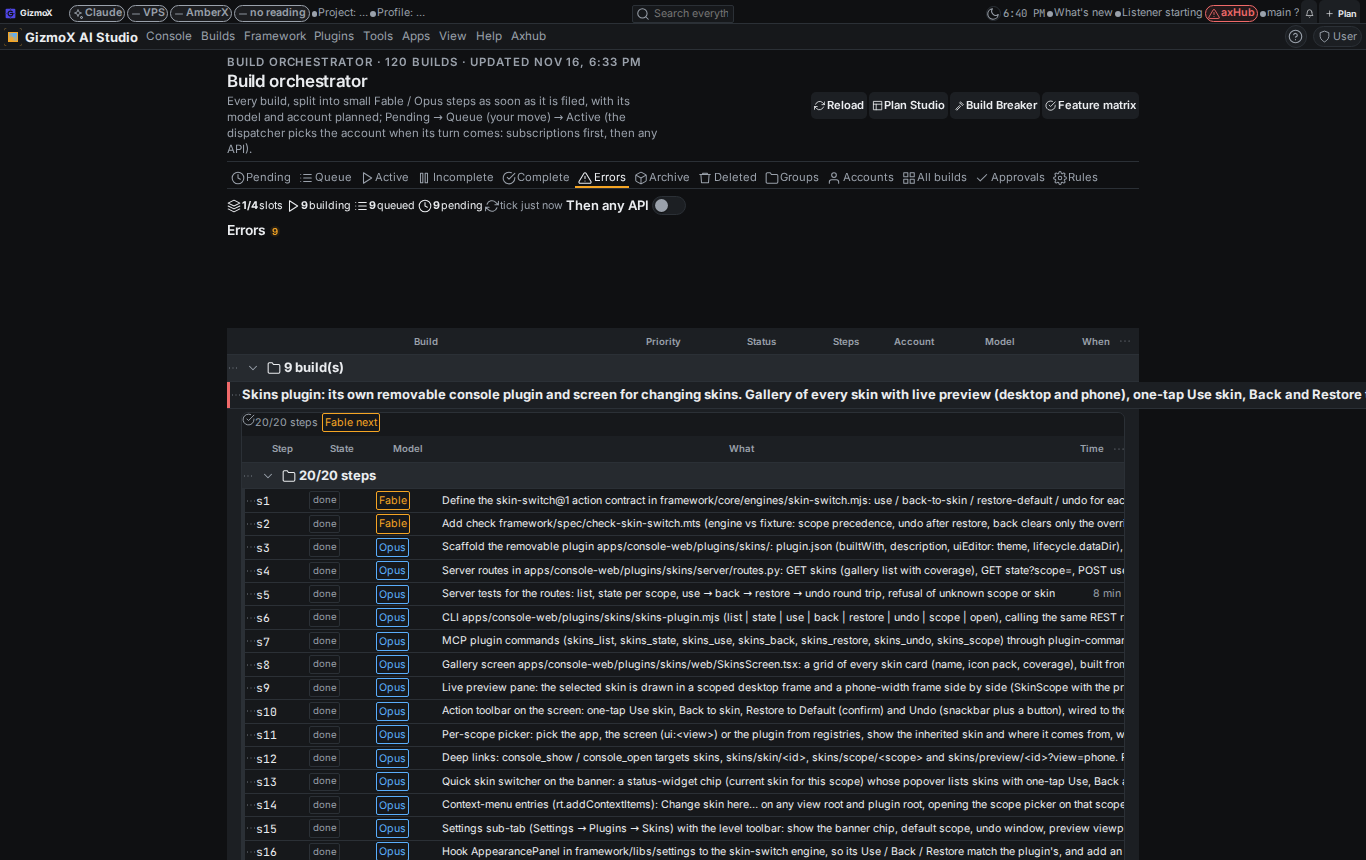 GizmoX Claude VPS AmberX no reading Project: ... Profile: ... Search everyth 6:40 PM What's new Listener starting axHub main ? Plan
GizmoX AI Studio Console Builds Framework Plugins Tools Apps View Help Axhub User
BUILD ORCHESTRATOR · 120 BUILDS · UPDATED NOV 16, 6:33 PM
Build orchestrator
Every build, split into small Fable / Opus steps as soon as it is filed, with its
model and account planned; Pending → Queue (your move) → Active (the
dispatcher picks the account when its turn comes: subscriptions first, then any
API).
Reload Plan Studio Build Breaker Feature matrix
Pending Queue Active Incomplete Complete Errors Archive Deleted Groups Accounts All builds Approvals Rules
1/4 slots 9 building 9 queued 9 pending tick just now Then any API
Errors 9
Build Priority Status Steps Account Model When
9 build(s)
Skins plugin: its own removable console plugin and screen for changing skins. Gallery of every skin with live preview (desktop and phone), one-tap Use skin, Back and Restore
20/20 steps Fable next
Step State Model What Time
20/20 steps
s1 done Fable Define the skin-switch@1 action contract in framework/core/engines/skin-switch.mjs: use / back-to-skin / restore-default / undo for eac
s2 done Fable Add check framework/spec/check-skin-switch.mts (engine vs fixture: scope precedence, undo after restore, back clears only the overri
s3 done Opus Scaffold the removable plugin apps/console-web/plugins/skins/: plugin.json (builtWith, description, uiEditor: theme, lifecycle.dataDir),
s4 done Opus Server routes in apps/console-web/plugins/skins/server/routes.py: GET skins (gallery list with coverage), GET state?scope=, POST use
s5 done Opus Server tests for the routes: list, state per scope, use → back → restore → undo round trip, refusal of unknown scope or skin 8 min
s6 done Opus CLI apps/console-web/plugins/skins/skins-plugin.mjs (list | state | use | back | restore | undo | scope | open), calling the same REST r
s7 done Opus MCP plugin commands (skins_list, skins_state, skins_use, skins_back, skins_restore, skins_undo, skins_scope) through plugin-comman
s8 done Opus Gallery screen apps/console-web/plugins/skins/web/SkinsScreen.tsx: a grid of every skin card (name, icon pack, coverage), built from
s9 done Opus Live preview pane: the selected skin is drawn in a scoped desktop frame and a phone-width frame side by side (SkinScope with the pr
s10 done Opus Action toolbar on the screen: one-tap Use skin, Back to skin, Restore to Default (confirm) and Undo (snackbar plus a button), wired to the
s11 done Opus Per-scope picker: pick the app, the screen (ui:<view>) or the plugin from registries, show the inherited skin and where it comes from, w
s12 done Opus Deep links: console_show / console_open targets skins, skins/skin/<id>, skins/scope/<scope> and skins/preview/<id>?view=phone.
s13 done Opus Quick skin switcher on the banner: a status-widget chip (current skin for this scope) whose popover lists skins with one-tap Use, Back
s14 done Opus Context-menu entries (rt.addContextItems): Change skin here... on any view root and plugin root, opening the scope picker on that scope
s15 done Opus Settings sub-tab (Settings → Plugins → Skins) with the level toolbar: show the banner chip, default scope, undo window, preview viewp
s16 done Opus Hook AppearancePanel in framework/libs/settings to the skin-switch engine, so its Use / Back / Restore match the plugin's, and add an